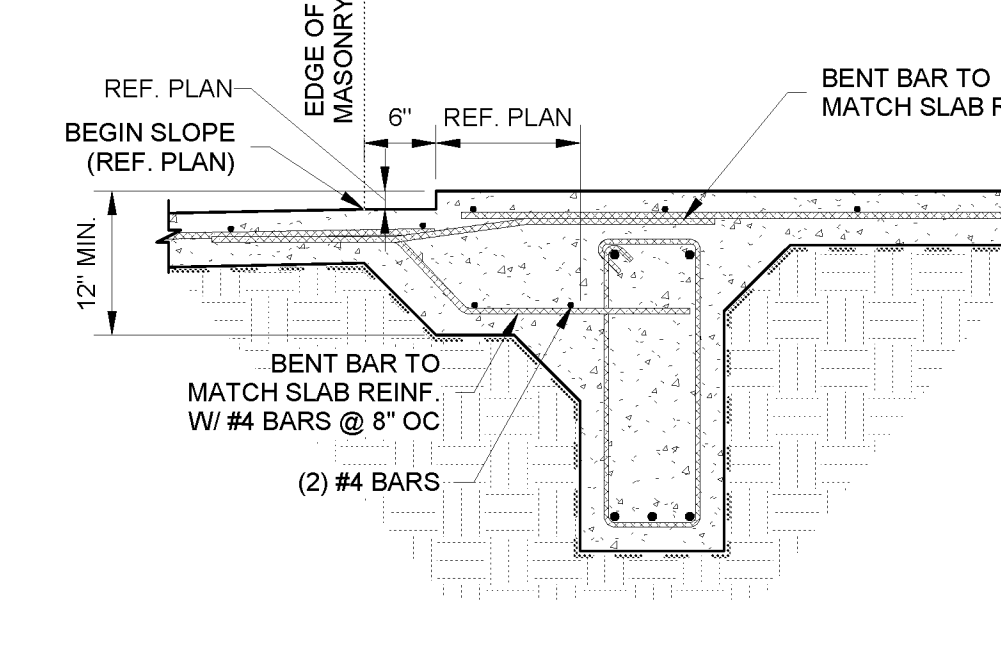 EDGE OF
MASONRY
REF. PLAN
BEGIN SLOPE
(REF. PLAN)
6"
REF. PLAN
BENT BAR TO
MATCH SLAB
12" MIN.
BENT BAR TO
MATCH SLAB REINF.
W/ #4 BARS @ 8" OC
(2) #4 BARS